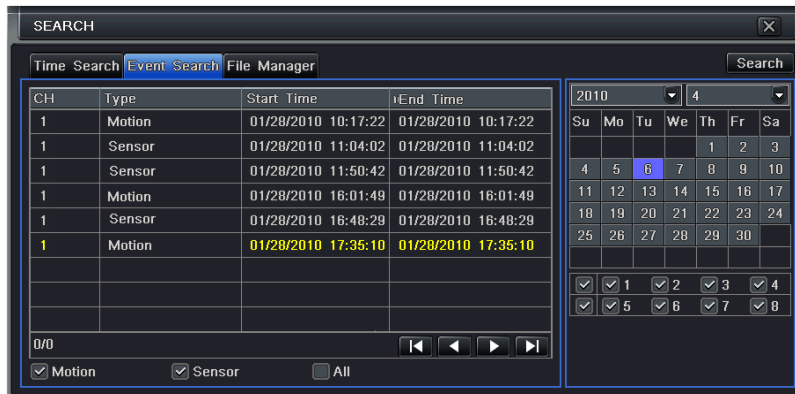 SEARCH
Time Search Event Search File Manager Search
CH Type Start Time End Time
1 Motion 01/28/2010 10:17:22 01/28/2010 10:17:22
1 Sensor 01/28/2010 11:04:02 01/28/2010 11:04:02
1 Sensor 01/28/2010 11:50:42 01/28/2010 11:50:42
1 Motion 01/28/2010 16:01:49 01/28/2010 16:01:49
1 Sensor 01/28/2010 16:48:29 01/28/2010 16:48:29
1 Motion 01/28/2010 17:35:10 01/28/2010 17:35:10
0/0
Motion Sensor All
2010 4
Su Mo Tu We Th Fr Sa
1 2 3
4 5 6 7 8 9 10
11 12 13 14 15 16 17
18 19 20 21 22 23 24
25 26 27 28 29 30
1 2 3 4
5 6 7 8